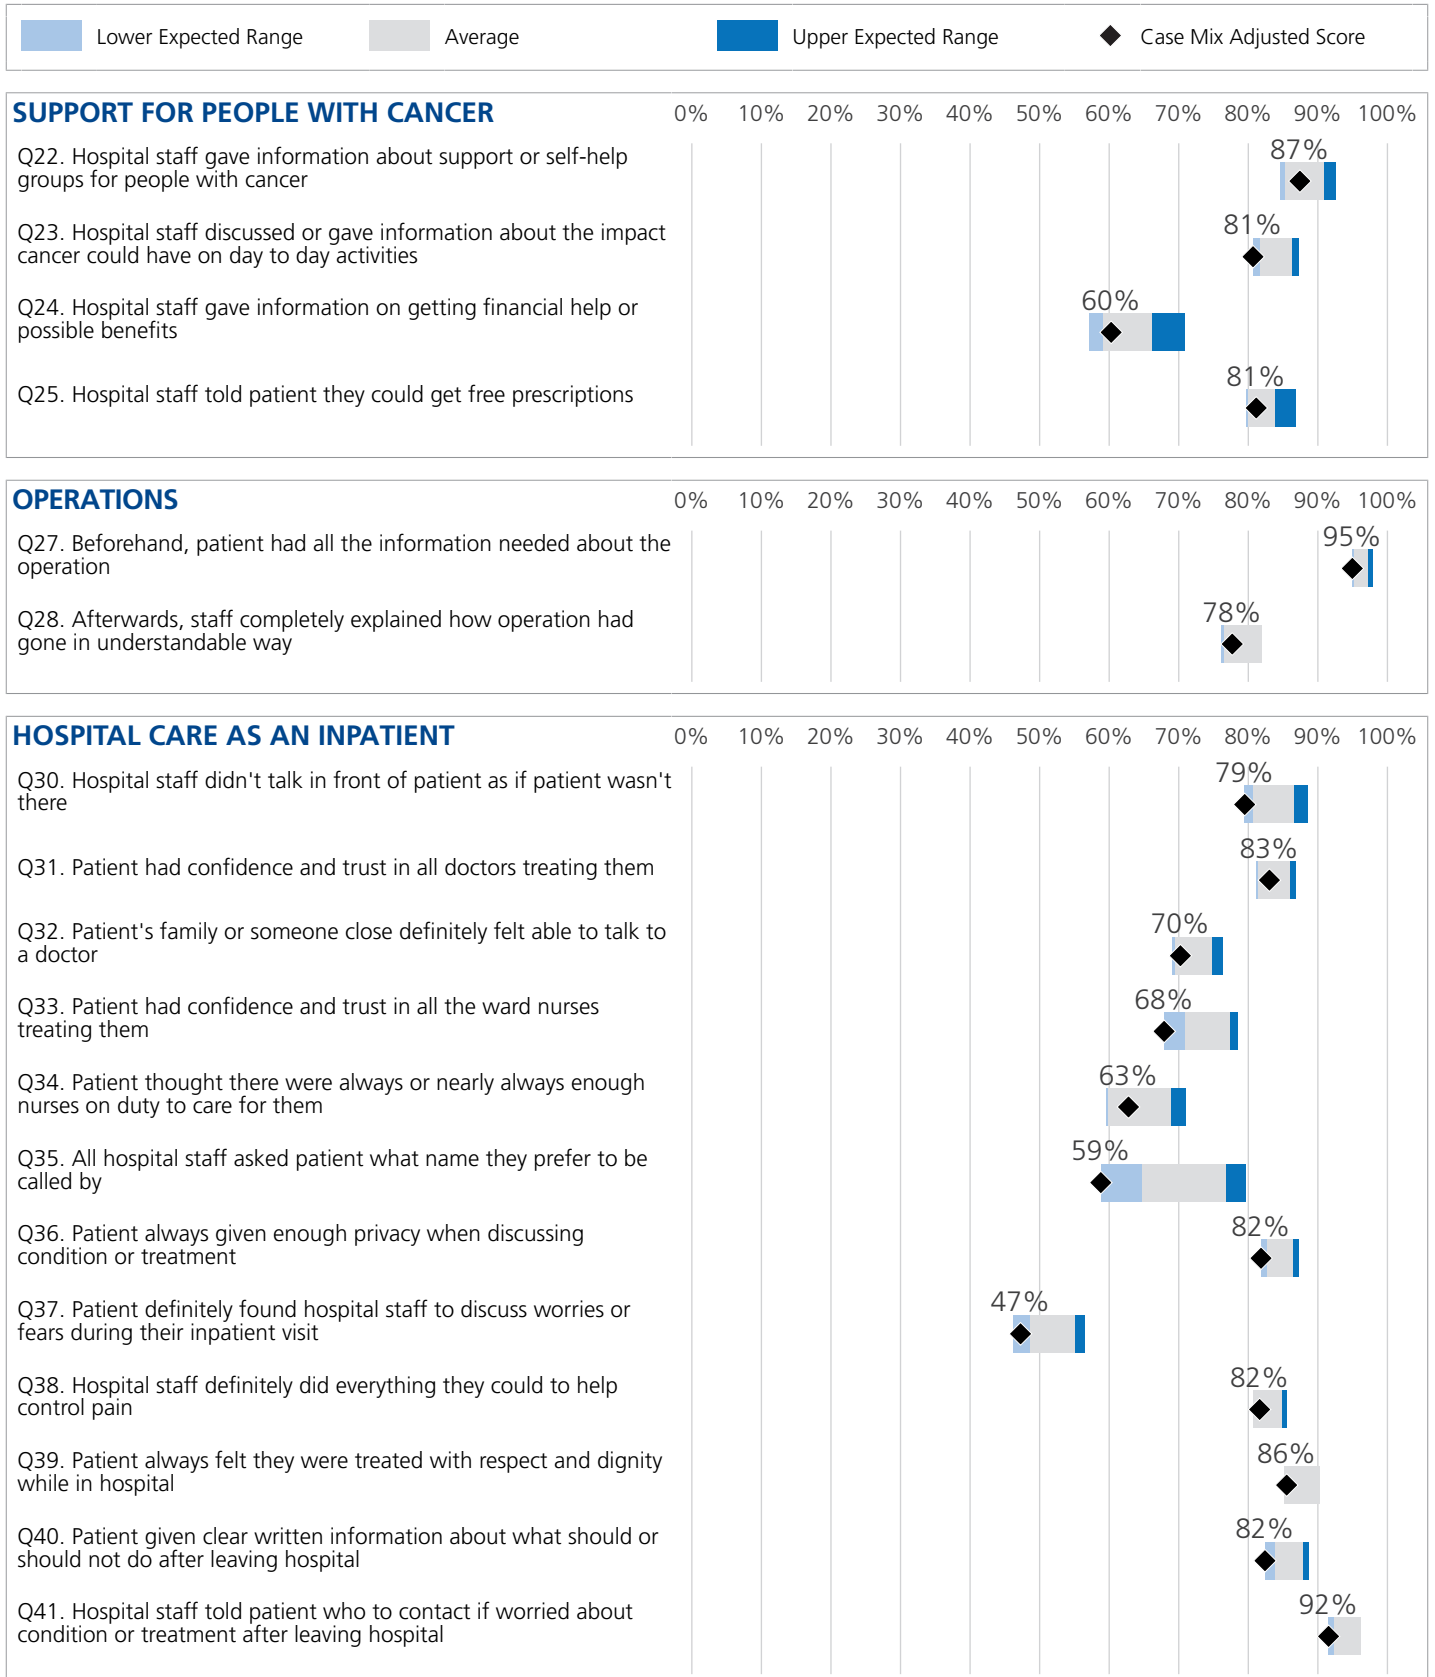 Lower Expected Range Average Upper Expected Range Case Mix Adjusted Score
SUPPORT FOR PEOPLE WITH CANCER 0% 10% 20% 30% 40% 50% 60% 70% 80% 90% 100%
Q22. Hospital staff gave information about support or self-help
groups for people with cancer
87%
Q23. Hospital staff discussed or gave information about the impact
cancer could have on day to day activities
81%
Q24. Hospital staff gave information on getting financial help or
possible benefits
60%
Q25. Hospital staff told patient they could get free prescriptions
81%
OPERATIONS 0% 10% 20% 30% 40% 50% 60% 70% 80% 90% 100%
Q27. Beforehand, patient had all the information needed about the
operation
95%
Q28. Afterwards, staff completely explained how operation had
gone in understandable way
78%
HOSPITAL CARE AS AN INPATIENT 0% 10% 20% 30% 40% 50% 60% 70% 80% 90% 100%
Q30. Hospital staff didn't talk in front of patient as if patient wasn't
there
79%
Q31. Patient had confidence and trust in all doctors treating them
83%
Q32. Patient's family or someone close definitely felt able to talk to
a doctor
70%
Q33. Patient had confidence and trust in all the ward nurses
treating them
68%
Q34. Patient thought there were always or nearly always enough
nurses on duty to care for them
63%
Q35. All hospital staff asked patient what name they prefer to be
called by
59%
Q36. Patient always given enough privacy when discussing
condition or treatment
82%
Q37. Patient definitely found hospital staff to discuss worries or
fears during their inpatient visit
47%
Q38. Hospital staff definitely did everything they could to help
control pain
82%
Q39. Patient always felt they were treated with respect and dignity
while in hospital
86%
Q40. Patient given clear written information about what should or
should not do after leaving hospital
82%
Q41. Hospital staff told patient who to contact if worried about
condition or treatment after leaving hospital
92%